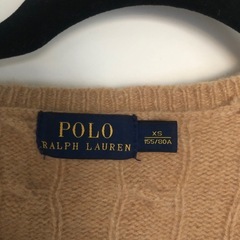 POLO
RALPH LAUREN
XS
155/80A